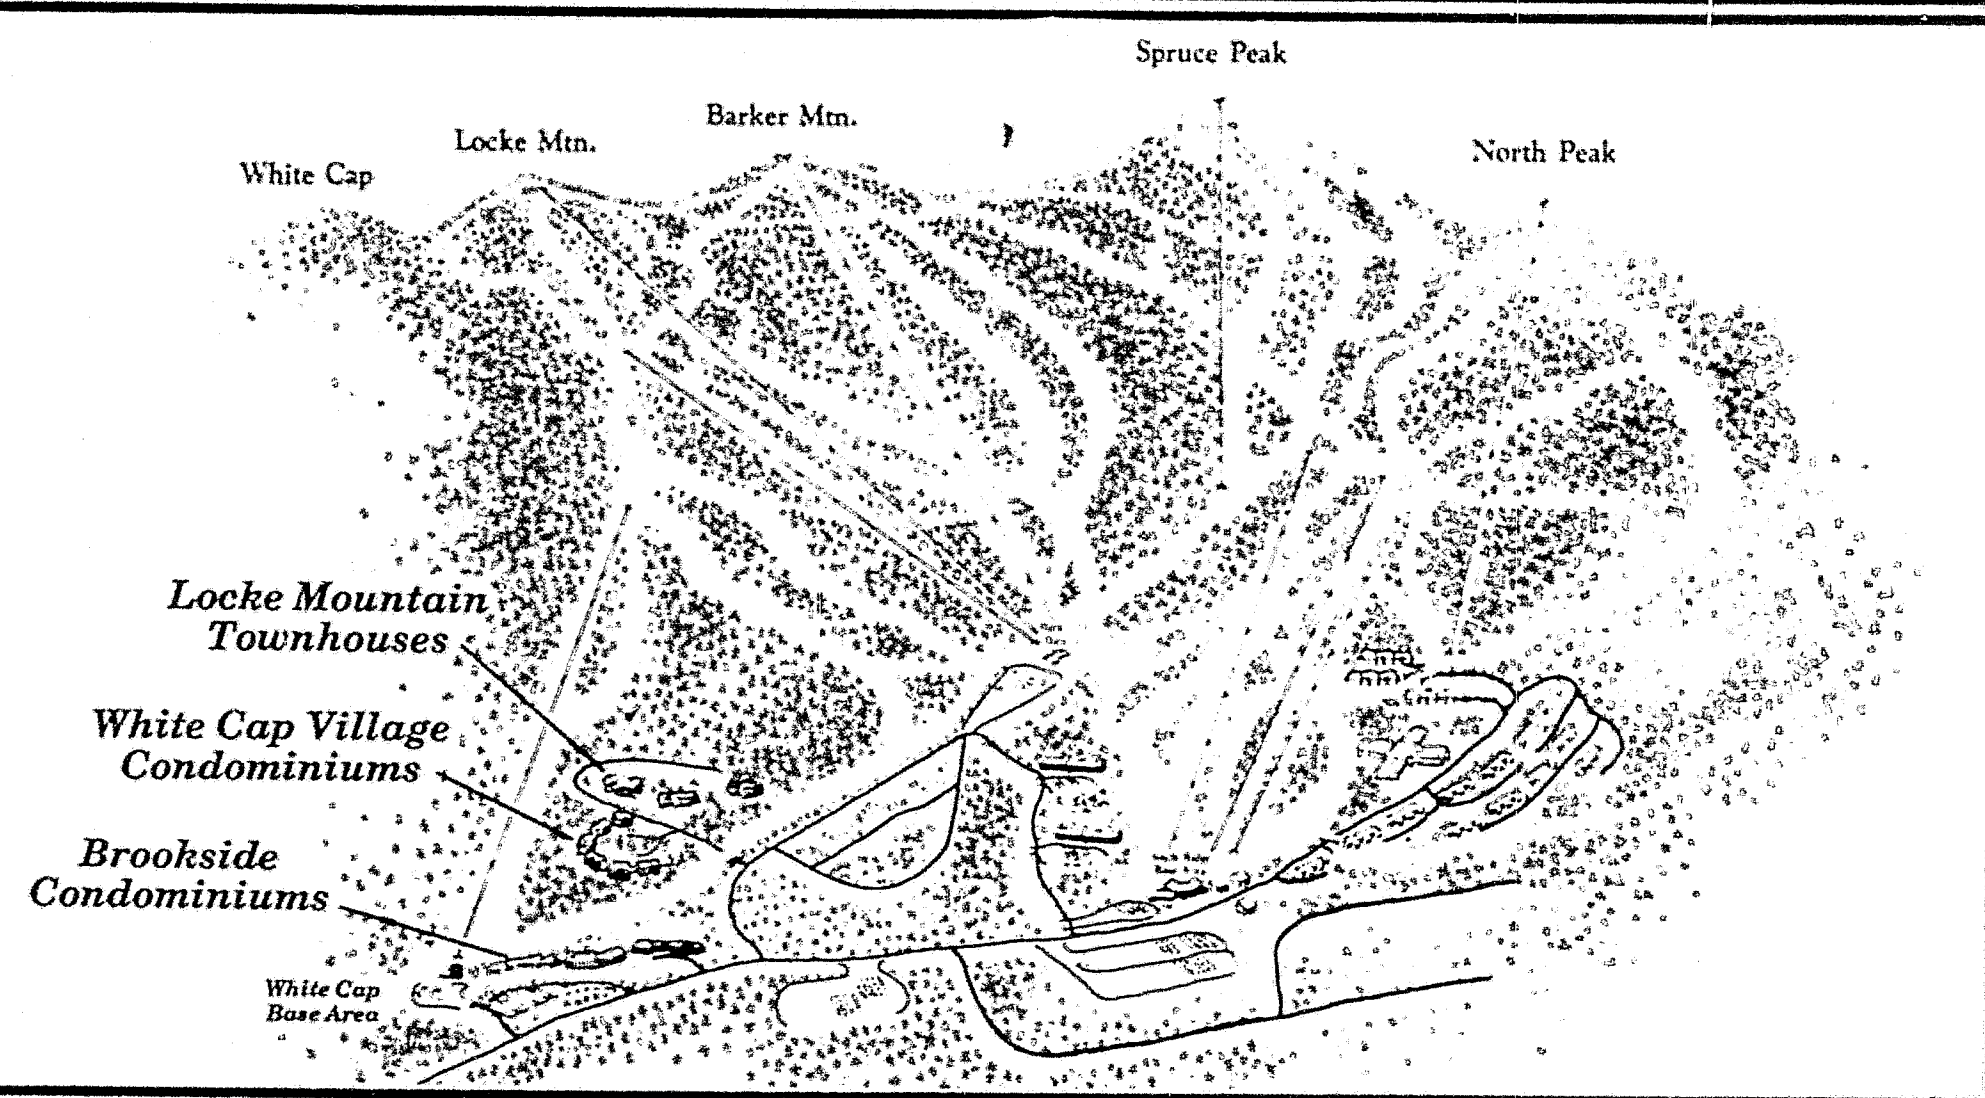 Spruce Peak
Barker Mtn.
Locke Mtn.
North Peak
White Cap
Locke Mountain
Townhouses
White Cap Village
Condominiums
Brookside
Condominiums
White Cap
Base Area